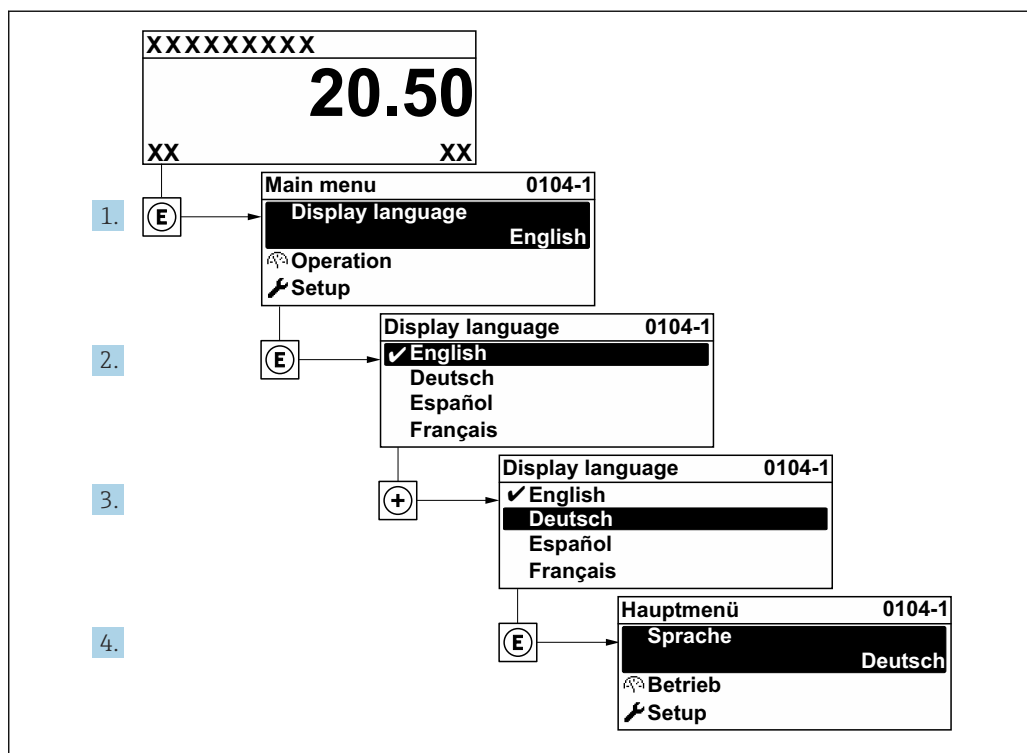 XXXXXXXXX
20.50
XX XX
1. E
Main menu 0104-1
Display language
English
Operation
Setup
2. E
Display language 0104-1
✔English
Deutsch
Español
Français
3. +
Display language 0104-1
✔English
Deutsch
Español
Français
4. E
Hauptmenü 0104-1
Sprache
Deutsch
Betrieb
Setup